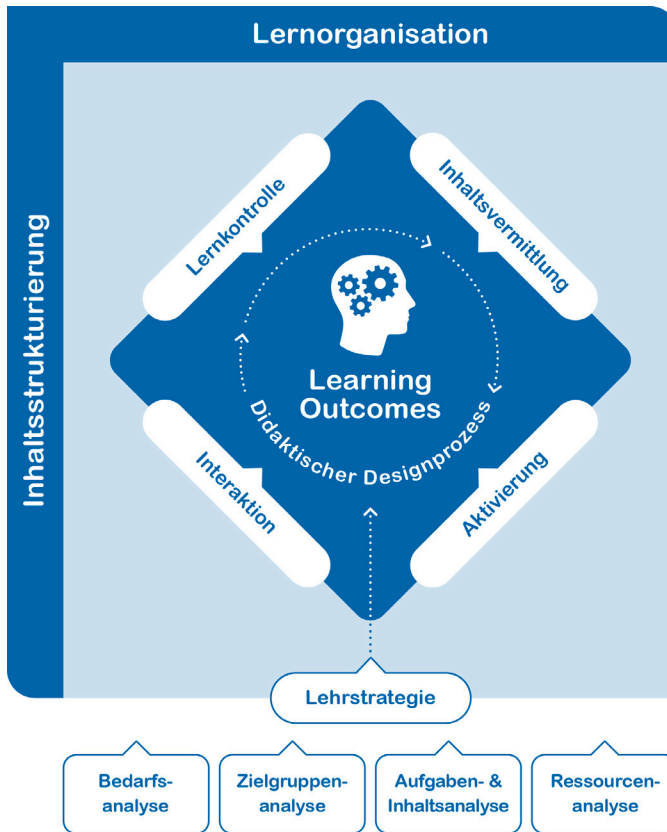 Lernorganisation
Inhaltsstrukturierung
Lernkontrolle
Inhaltsvermittlung
Learning
Outcomes
Didaktischer Designprozess
Interaktion
Aktivierung
Lehrstrategie
Bedarfs-
analyse
Zielgruppen-
analyse
Aufgaben- &
Inhaltsanalyse
Ressourcen-
analyse